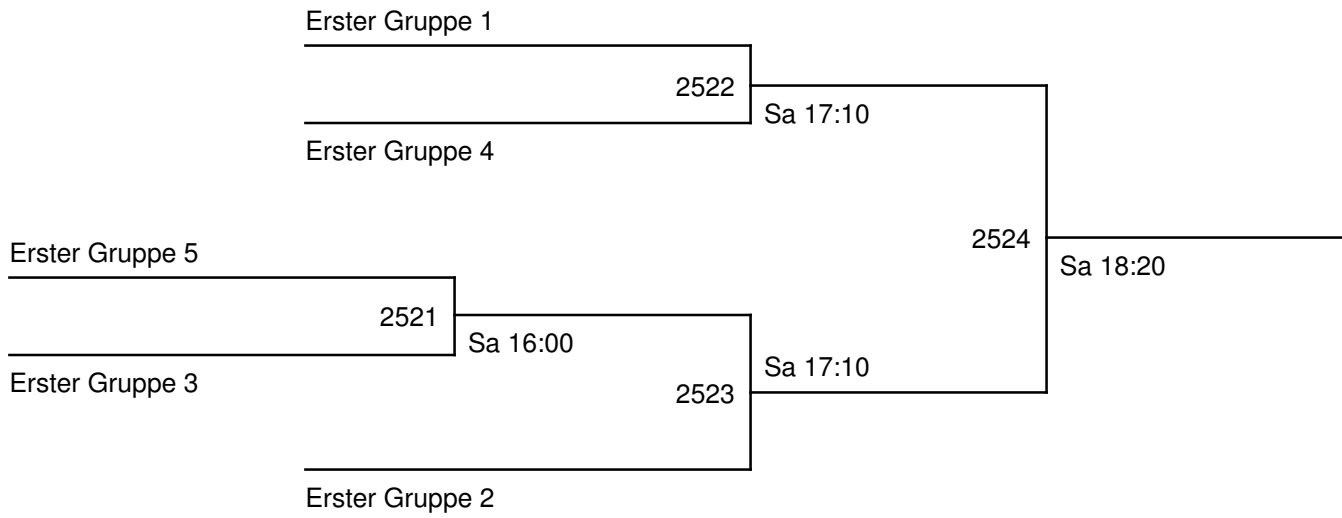 Erster Gruppe 1
2522
Sa 17:10
Erster Gruppe 4
Erster Gruppe 5
2524
Sa 18:20
2521
Sa 16:00
Erster Gruppe 3
Sa 17:10
2523
Erster Gruppe 2